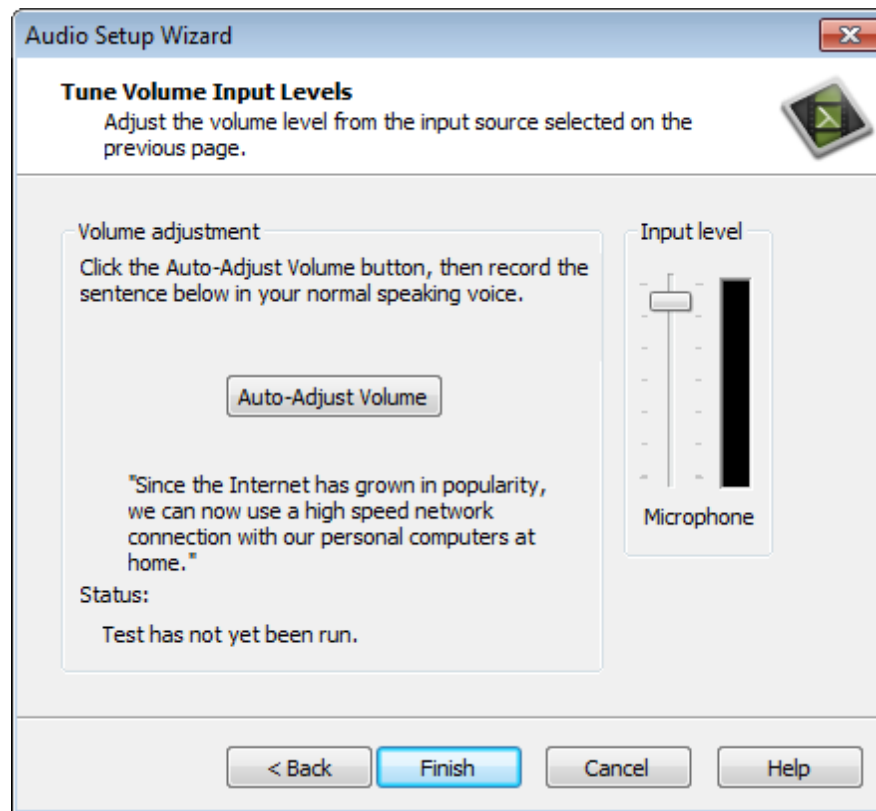 Audio Setup Wizard
Tune Volume Input Levels
Adjust the volume level from the input source selected on the
previous page.
Volume adjustment
Click the Auto-Adjust Volume button, then record the
sentence below in your normal speaking voice.
Auto-Adjust Volume
"Since the Internet has grown in popularity,
we can now use a high speed network
connection with our personal computers at
home."
Status:
Test has not yet been run.
Input level
Microphone
< Back
Finish
Cancel
Help